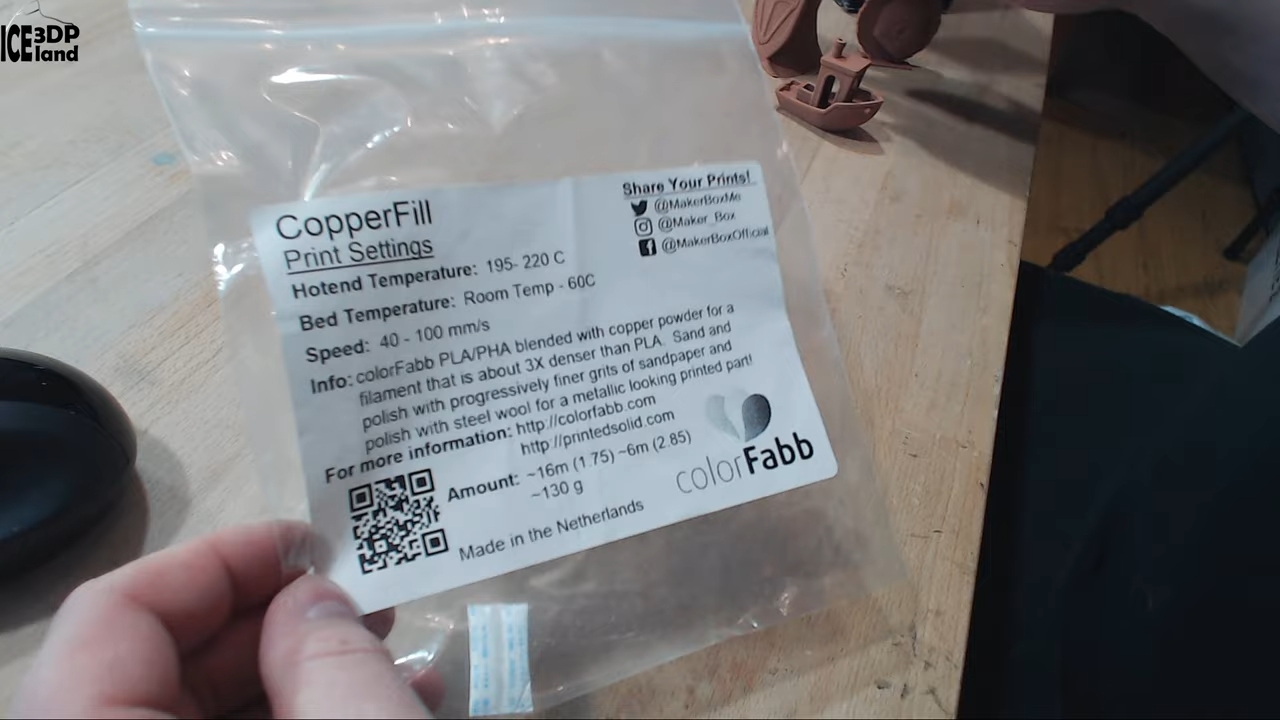 ICE 3DP land
CopperFill
Print Settings
Share Your Prints!
@MakerBoxMe
@Maker_Box
@MakerBoxOfficial
Hotend Temperature: 195- 220 C
Bed Temperature: Room Temp - 60C
Speed: 40 - 100 mm/s
Info: colorFabb PLA/PHA blended with copper powder for a
filament that is about 3X denser than PLA. Sand and
polish with progressively finer grits of sandpaper and
polish with steel wool for a metallic looking printed part!
For more information: http://colorfabb.com
http://printedsolid.com
Amount: ~16m (1.75) ~6m (2.85)
~130 g
Made in the Netherlands
colorFabb